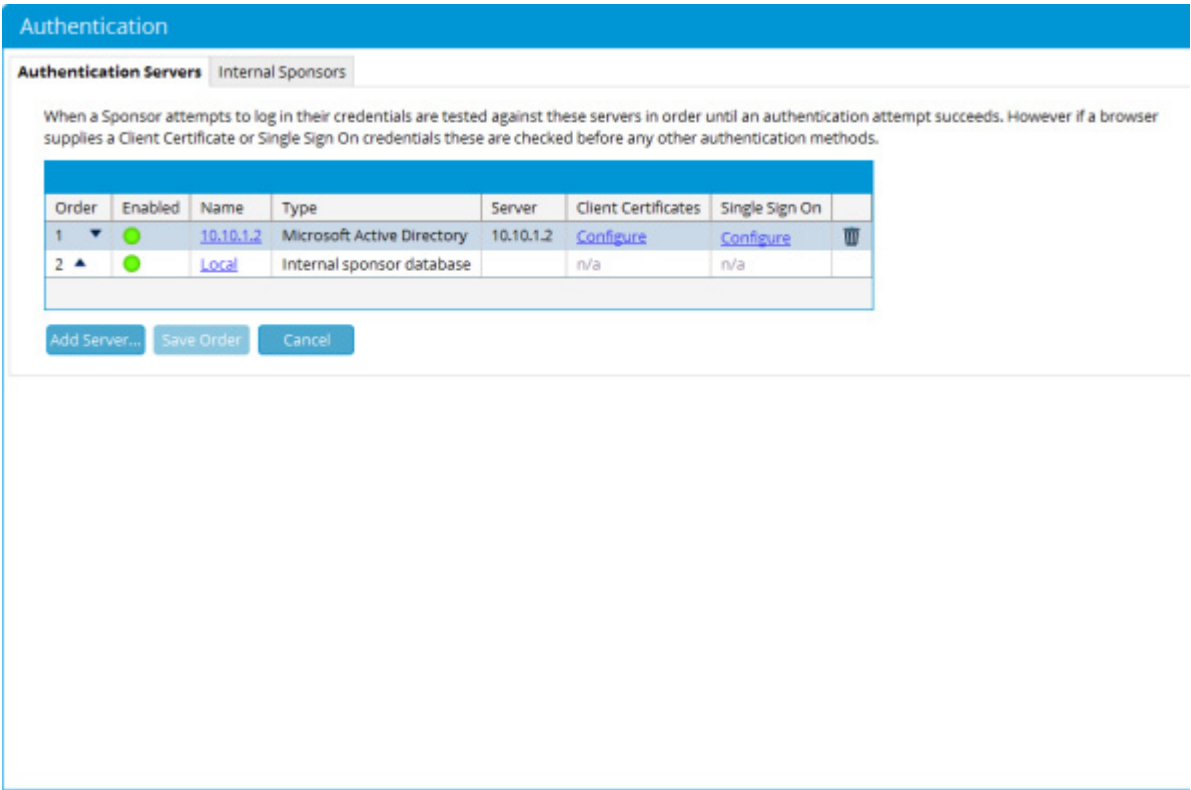 Authentication
Authentication Servers Internal Sponsors
When a Sponsor attempts to log in their credentials are tested against these servers in order until an authentication attempt succeeds. However if a browser
supplies a Client Certificate or Single Sign On credentials these are checked before any other authentication methods.
Order Enabled Name Type Server Client Certificates Single Sign On
1 10.10.1.2 Microsoft Active Directory 10.10.1.2 Configure Configure
2 Local Internal sponsor database n/a n/a
Add Server... Save Order Cancel